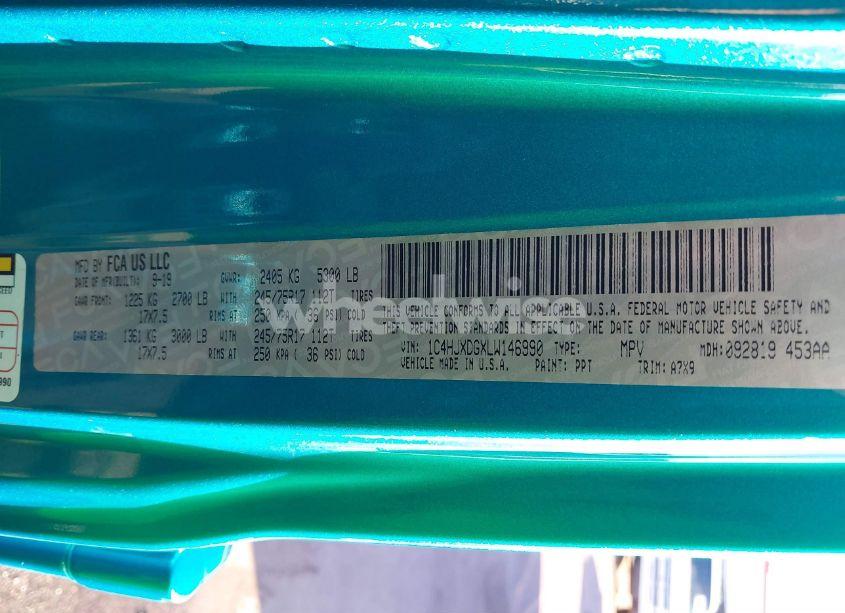 MFD BY FCA US LLC
DATE OF MFR(BUILT): 9-19 GVWR: 2405 KG 5300 LB
GAWR FRONT: 1225 KG 2700 LB WITH 245/75R17 112T TIRES
17X7.5 RIMS AT 250 KPA ( 36 PSI) COLD
GAWR REAR: 1361 KG 3000 LB WITH 245/75R17 112T TIRES
17X7.5 RIMS AT 250 KPA ( 36 PSI) COLD
THIS VEHICLE CONFORMS TO ALL APPLICABLE U.S.A. FEDERAL MOTOR VEHICLE SAFETY AND
THEFT PREVENTION STANDARDS IN EFFECT ON THE DATE OF MANUFACTURE SHOWN ABOVE.
VIN: 1C4HJXDGXLW146990 TYPE: MPV MDH: 092819 453AA
VEHICLE MADE IN U.S.A. PAINT: PPT TRIM: A7X9
wheelwire
990